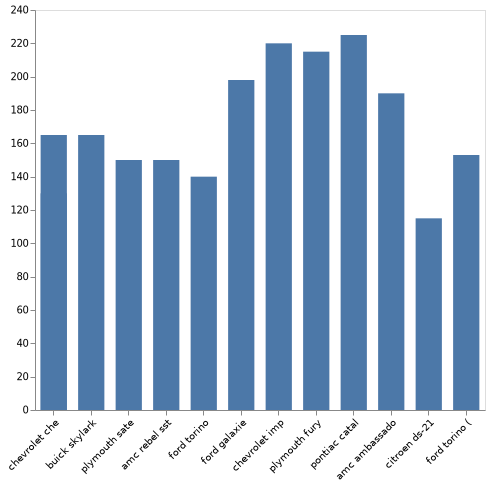 240
220
200
180
160
140
120
100
80
60
40
20
0
chevrolet che
buick skylark
plymouth sate
amc rebel sst
ford torino
ford galaxie
chevrolet imp
plymouth fury
pontiac catal
amc ambassado
citroen ds-21
ford torino (